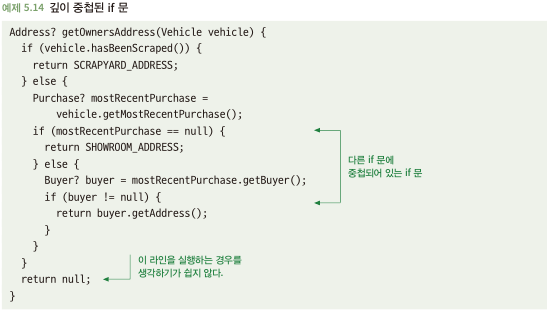 예제 5.14 깊이 중첩된 if 문
Address? getOwnersAddress(Vehicle vehicle) {
  if (vehicle.hasBeenScraped()) {
    return SCRAPYARD_ADDRESS;
  } else {
    Purchase? mostRecentPurchase =
        vehicle.getMostRecentPurchase();
    if (mostRecentPurchase == null) {
      return SHOWROOM_ADDRESS;
    } else {
      Buyer? buyer = mostRecentPurchase.getBuyer();
      if (buyer != null) {
        return buyer.getAddress();
      }
    }
  }
  return null;
}
다른 if 문에
중첩되어 있는 if 문
이 라인을 실행하는 경우를
생각하기가 쉽지 않다.